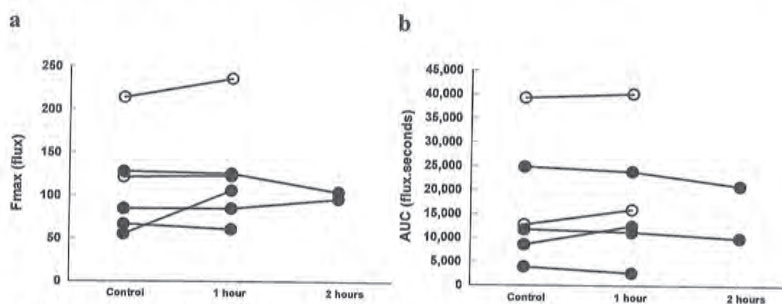 a
250
200
150
100
50
0
Fmax (flux)
Control
1 hour
2 hours
b
45,000
40,000
35,000
30,000
25,000
20,000
15,000
10,000
5,000
0
AUC (flux.seconds)
Control
1 hour
2 hours